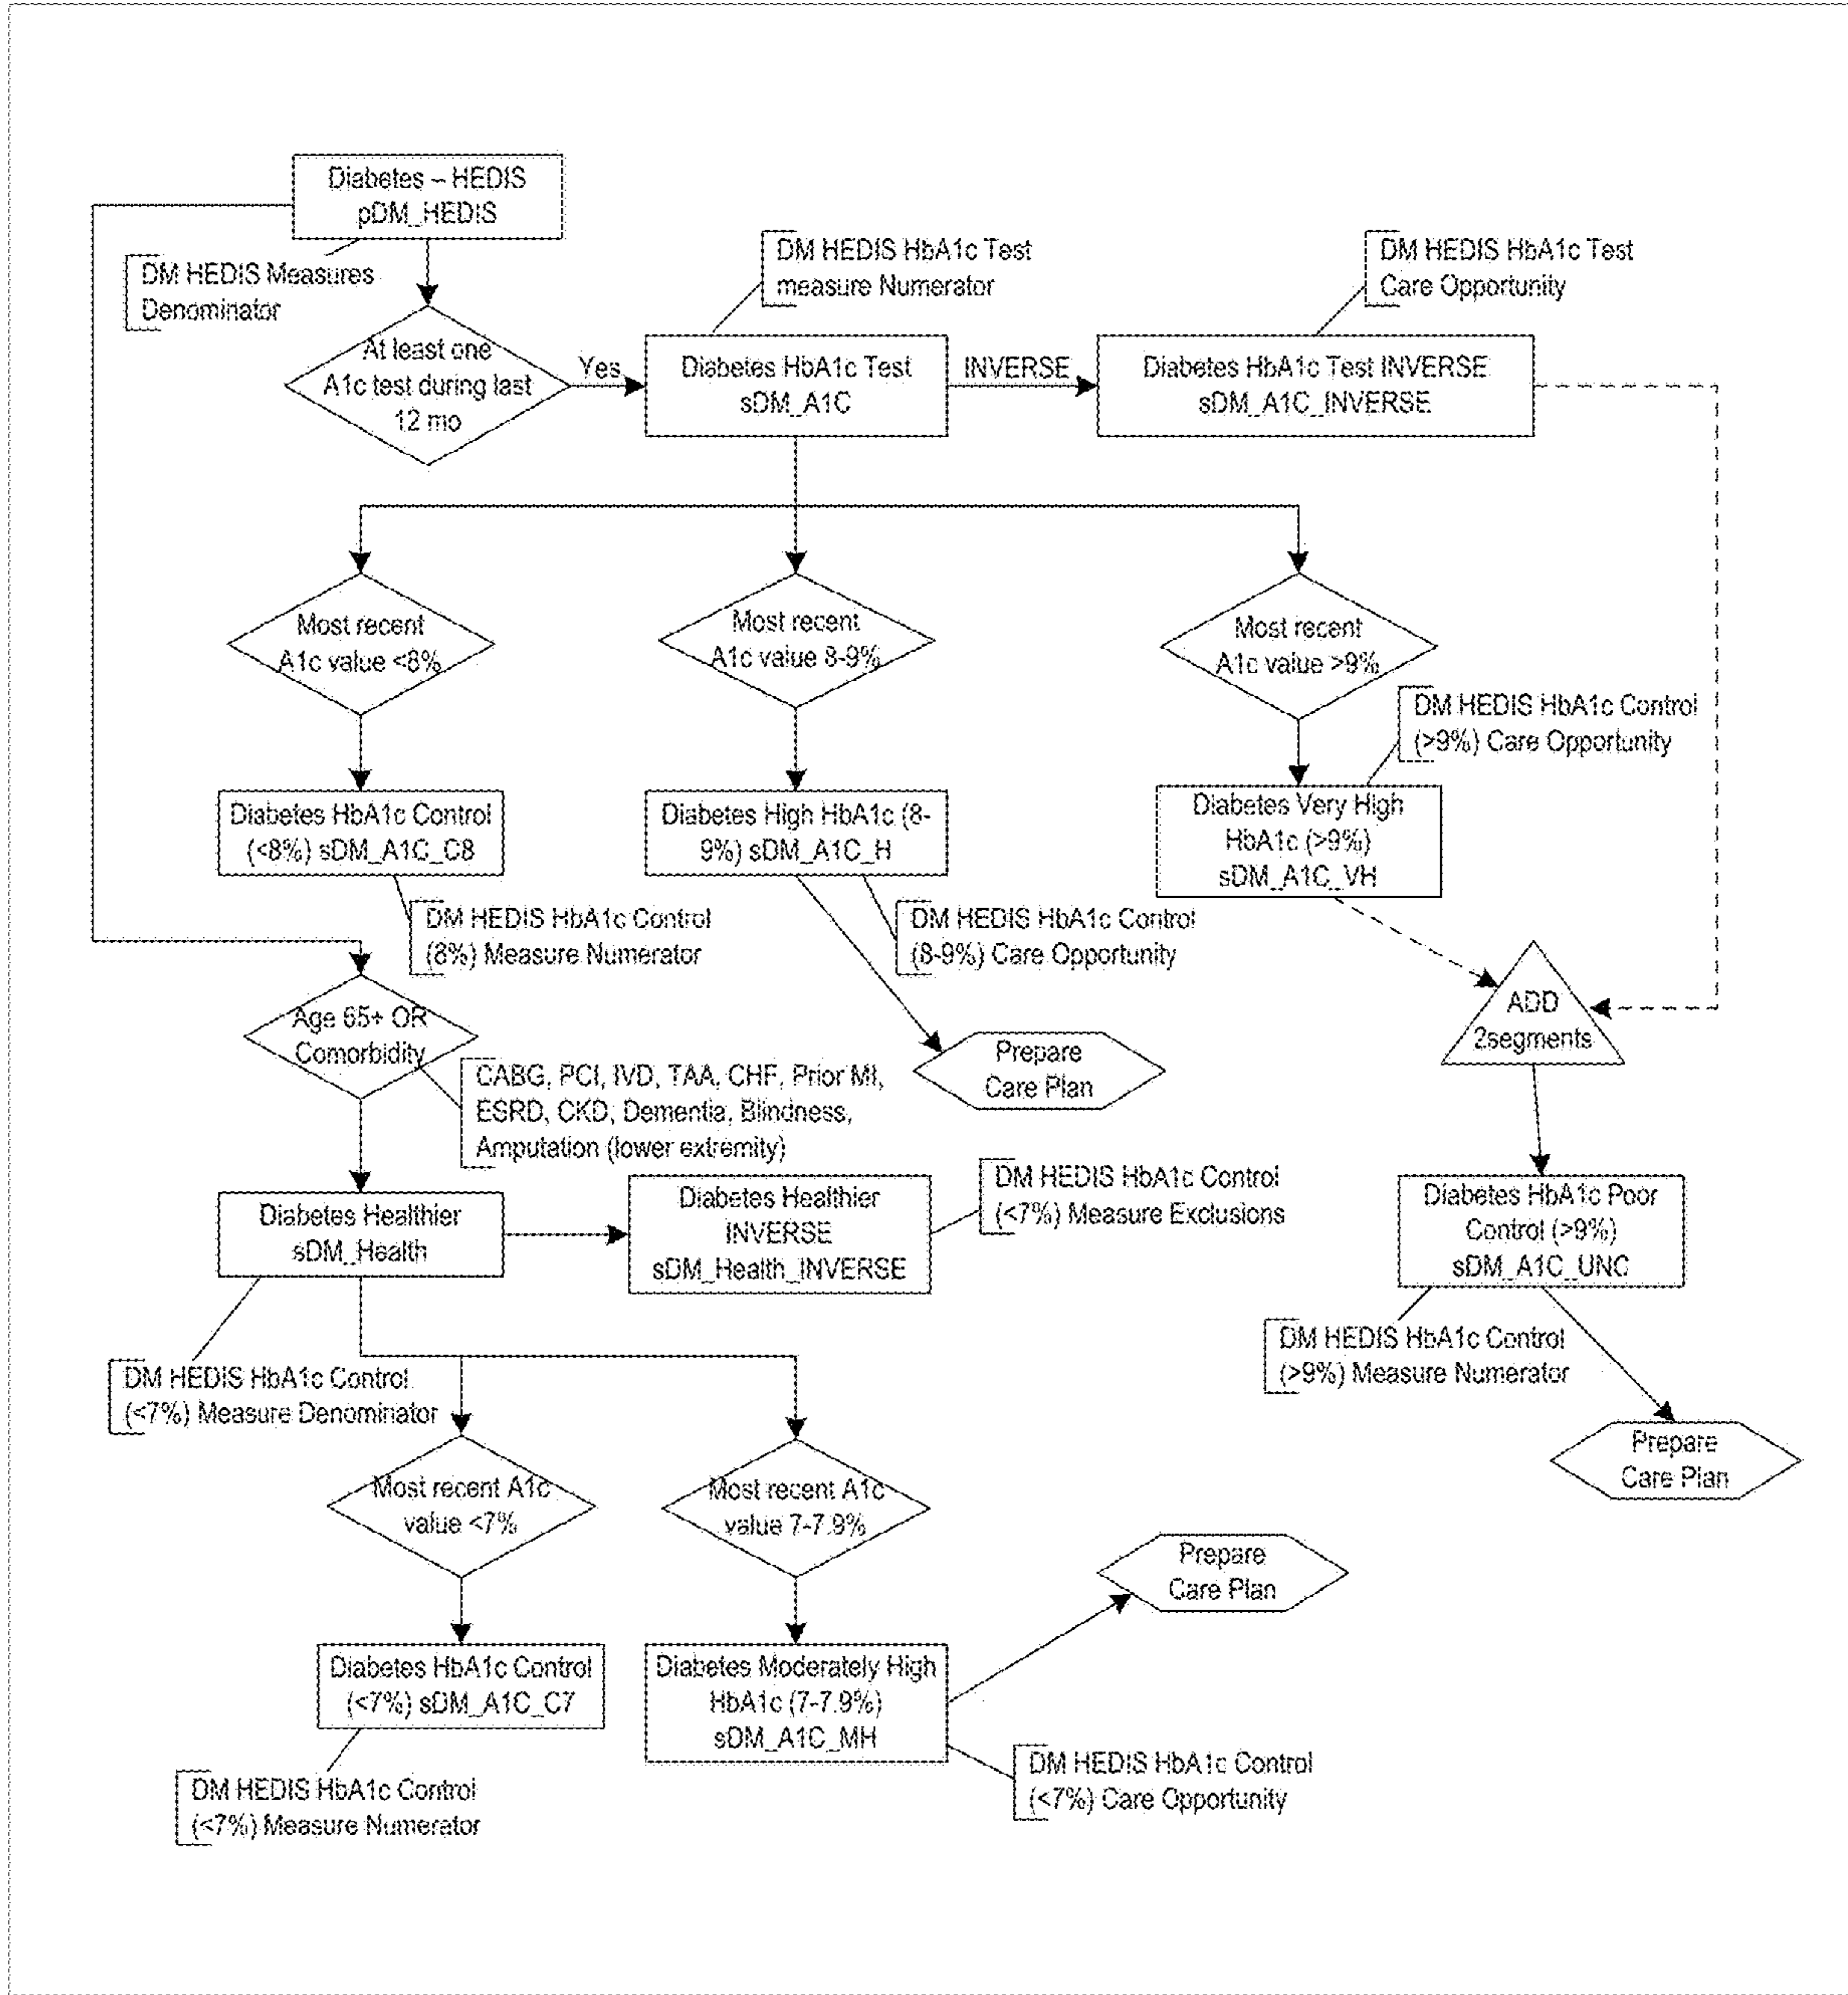 Diabetes – HEDIS
pDM_HEDIS
DM HEDIS Measures
Denominator
At least one
A1c test during last
12 mo
Yes
DM HEDIS HbA1c Test
measure Numerator
Diabetes HbA1c Test
sDM_A1C
INVERSE
DM HEDIS HbA1c Test
Care Opportunity
Diabetes HbA1c Test INVERSE
sDM_A1C_INVERSE
Most recent
A1c value <8%
Most recent
A1c value 8-9%
Most recent
A1c value >9%
DM HEDIS HbA1c Control
(>9%) Care Opportunity
Diabetes HbA1c Control
(<8%) sDM_A1C_C8
Diabetes High HbA1c (8-
9%) sDM_A1C_H
Diabetes Very High
HbA1c (>9%)
sDM_A1C_VH
DM HEDIS HbA1c Control
(8%) Measure Numerator
DM HEDIS HbA1c Control
(8-9%) Care Opportunity
ADD
2segments
Age 65+ OR
Comorbidity
CABG, PCI, IVD, TAA, CHF, Prior MI,
ESRD, CKD, Dementia, Blindness,
Amputation (lower extremity)
Prepare
Care Plan
Diabetes Healthier
sDM_Health
Diabetes Healthier
INVERSE
sDM_Health_INVERSE
DM HEDIS HbA1c Control
(<7%) Measure Exclusions
Diabetes HbA1c Poor
Control (>9%)
sDM_A1C_UNC
DM HEDIS HbA1c Control
(<7%) Measure Denominator
DM HEDIS HbA1c Control
(>9%) Measure Numerator
Prepare
Care Plan
Most recent A1c
value <7%
Most recent A1c
value 7-7.9%
Prepare
Care Plan
Diabetes HbA1c Control
(<7%) sDM_A1C_C7
Diabetes Moderately High
HbA1c (7-7.9%)
sDM_A1C_MH
DM HEDIS HbA1c Control
(<7%) Measure Numerator
DM HEDIS HbA1c Control
(<7%) Care Opportunity